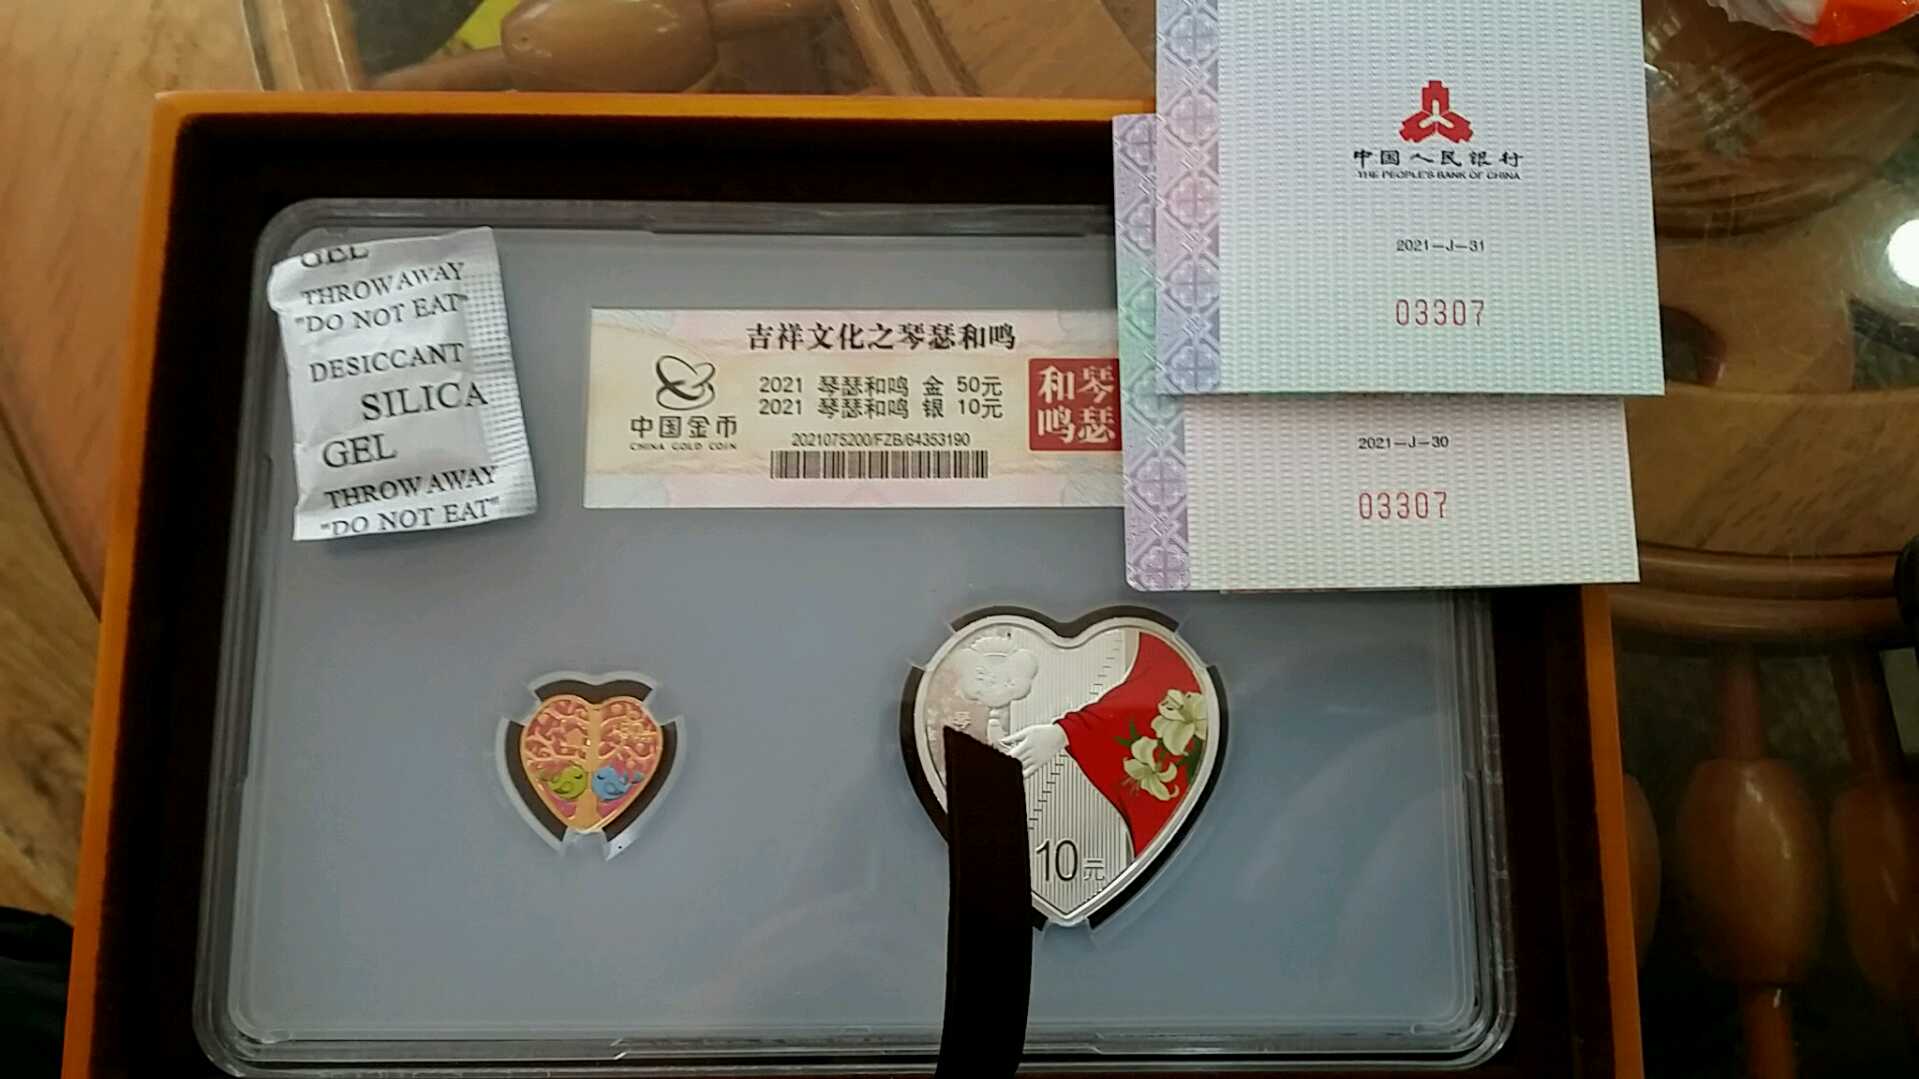 中国人民银行
THE PEOPLE'S BANK OF CHINA
2021-J-31
03307
2021-J-30
03307
GEL
THROW AWAY
"DO NOT EAT"
DESICCANT
SILICA
GEL
THROW AWAY
"DO NOT EAT"
吉祥文化之琴瑟和鸣
2021 琴瑟和鸣 金 50元
2021 琴瑟和鸣 银 10元
中国金币
CHINA GOLD COIN
2021075200/FZB/64353190
琴瑟
和鸣
琴
10元